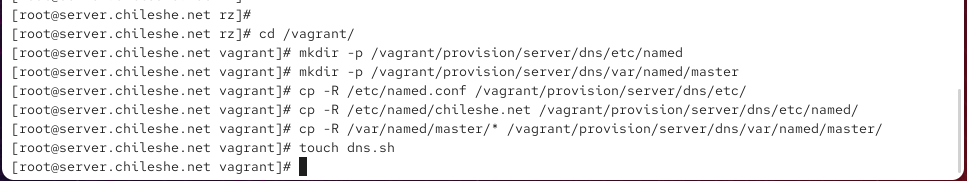 [root@server.chileshe.net rz]#
[root@server.chileshe.net rz]# cd /vagrant/
[root@server.chileshe.net vagrant]# mkdir -p /vagrant/provision/server/dns/etc/named
[root@server.chileshe.net vagrant]# mkdir -p /vagrant/provision/server/dns/var/named/master
[root@server.chileshe.net vagrant]# cp -R /etc/named.conf /vagrant/provision/server/dns/etc/
[root@server.chileshe.net vagrant]# cp -R /etc/named/chileshe.net /vagrant/provision/server/dns/etc/named/
[root@server.chileshe.net vagrant]# cp -R /var/named/master/* /vagrant/provision/server/dns/var/named/master/
[root@server.chileshe.net vagrant]# touch dns.sh
[root@server.chileshe.net vagrant]#